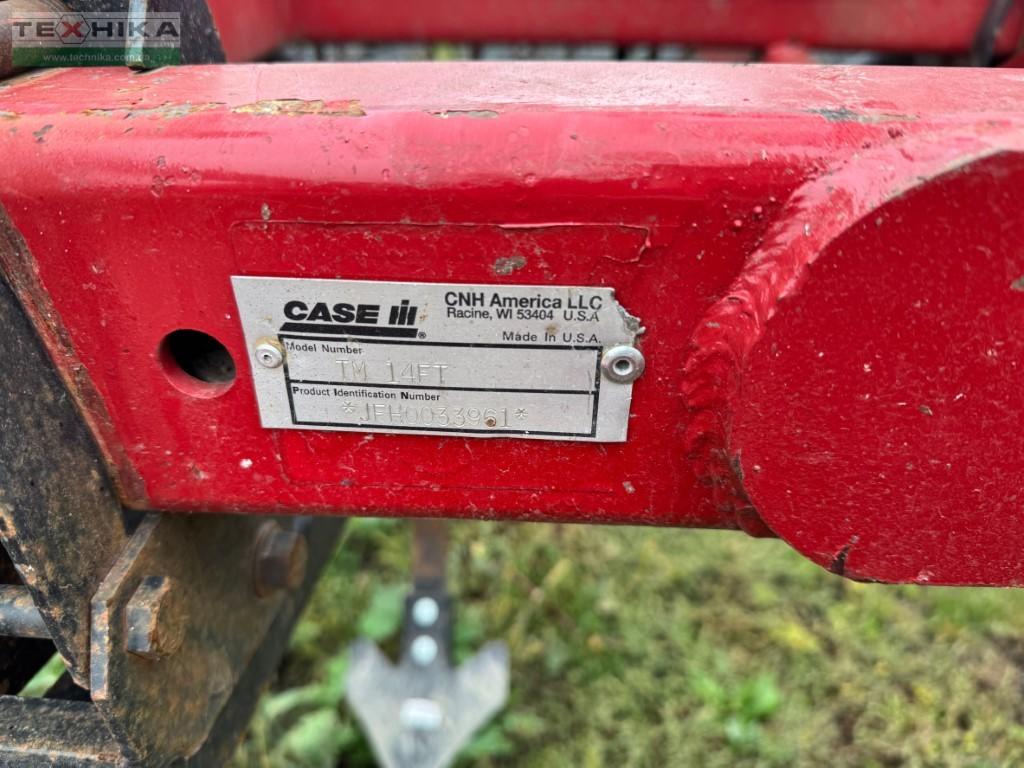 TEXHIKA
www.technika.com.ua
CASE IH
CNH America LLC
Racine, WI 53404 U.S.A
Made In U.S.A.
Model Number
TM 14FT
Product Identification Number
*JFH0033961*